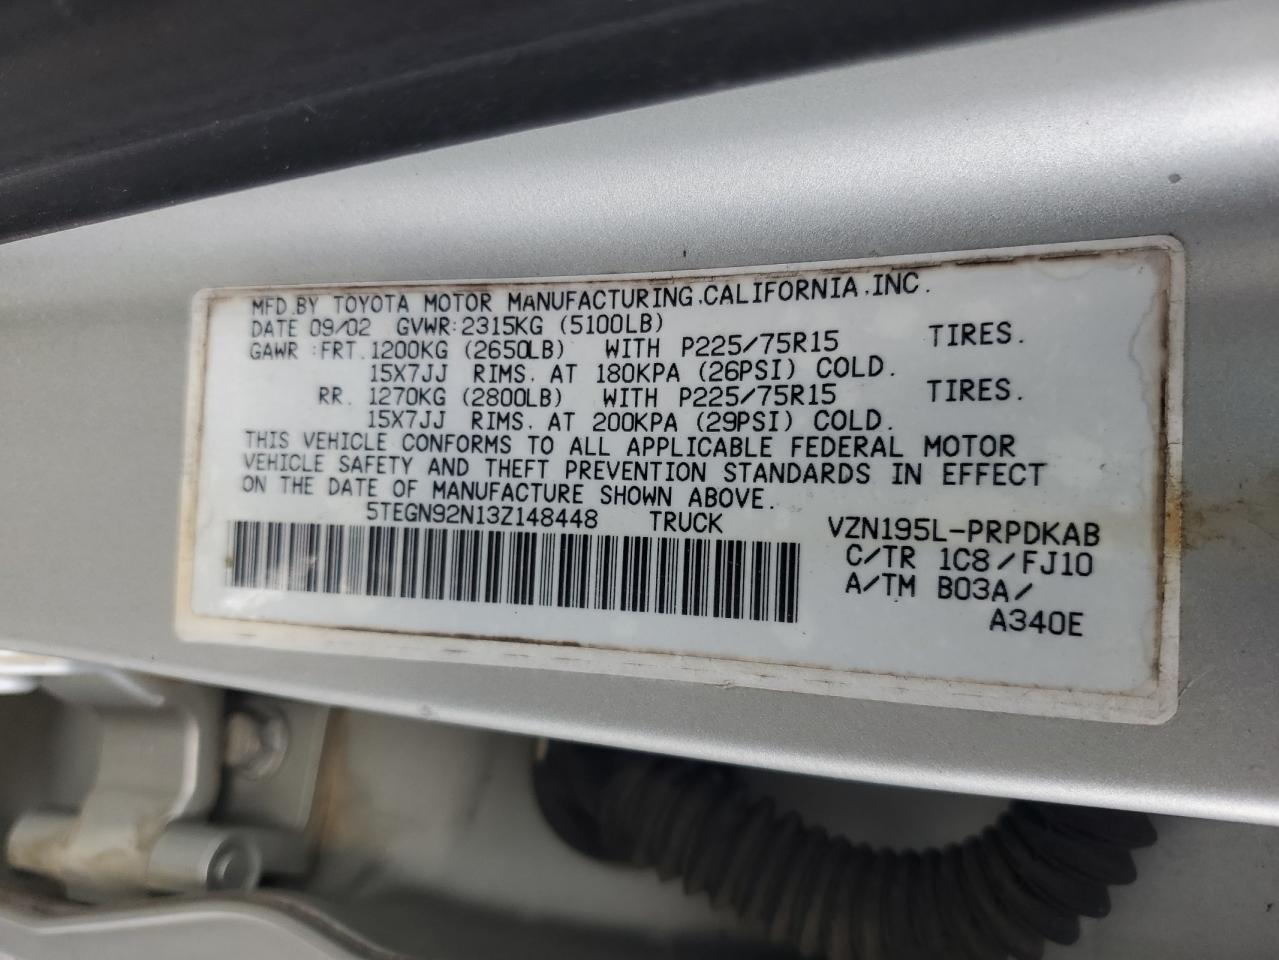 MFD.BY TOYOTA MOTOR MANUFACTURING.CALIFORNIA.INC.
DATE 09/02 GVWR:2315KG (5100LB)
GAWR :FRT.1200KG (2650LB) WITH P225/75R15 TIRES.
15X7JJ RIMS. AT 180KPA (26PSI) COLD.
RR. 1270KG (2800LB) WITH P225/75R15 TIRES.
15X7JJ RIMS. AT 200KPA (29PSI) COLD.
THIS VEHICLE CONFORMS TO ALL APPLICABLE FEDERAL MOTOR
VEHICLE SAFETY AND THEFT PREVENTION STANDARDS IN EFFECT
ON THE DATE OF MANUFACTURE SHOWN ABOVE.
5TEGN92N13Z148448 TRUCK VZN195L-PRPDKAB
C/TR 1C8/FJ10
A/TM B03A/
A340E